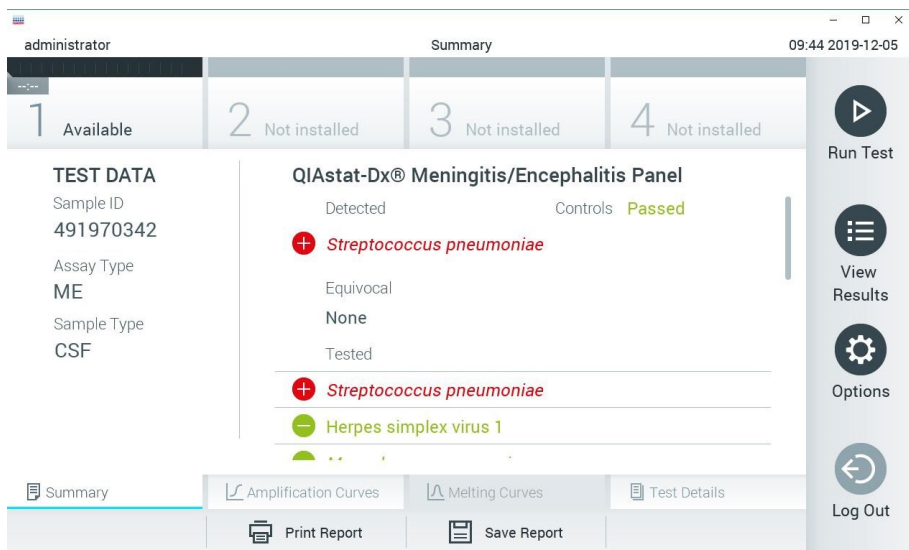 administrator
Summary
09:44 2019-12-05
--:--
1 Available
2 Not installed
3 Not installed
4 Not installed
Run Test
View
Results
Options
Log Out
TEST DATA
Sample ID
491970342
Assay Type
ME
Sample Type
CSF
QIAstat-Dx® Meningitis/Encephalitis Panel
Detected
Controls Passed
Streptococcus pneumoniae
Equivocal
None
Tested
Streptococcus pneumoniae
Herpes simplex virus 1
Summary
Amplification Curves
Melting Curves
Test Details
Print Report
Save Report